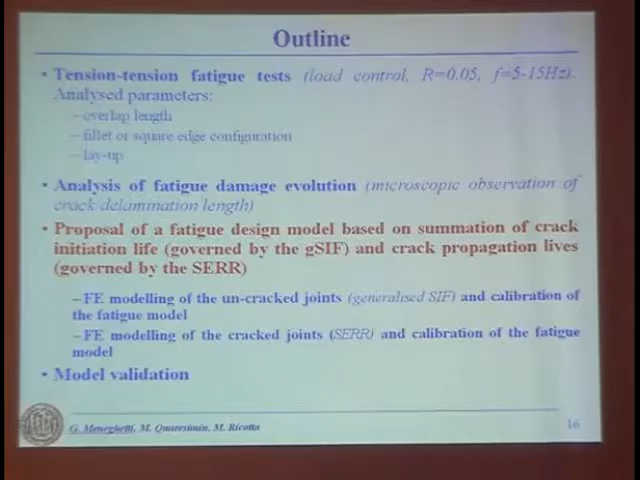 Outline
• Tension-tension fatigue tests (load control, R=0.05, f=5-15Hz).
Analysed parameters:
–overlap length
–fillet or square edge configuration
–lay-up
• Analysis of fatigue damage evolution (microscopic observation of
crack delamination length)
• Proposal of a fatigue design model based on summation of crack
initiation life (governed by the gSIF) and crack propagation lives
(governed by the SERR)
–FE modelling of the un-cracked joints (generalised SIF) and calibration of
the fatigue model
–FE modelling of the cracked joints (SERR) and calibration of the fatigue
model
• Model validation
G. Meneghetti, M. Quaresimin, M. Ricotta
16